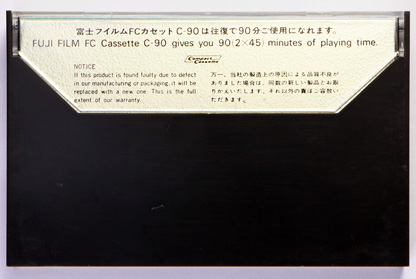 富士フイルムFCカセットC-90は往復で90分ご使用になれます。
FUJI FILM FC Cassette C-90 gives you 90(2×45) minutes of playing time.
Compact Cassette
NOTICE
If this product is found faulty due to defect
in our manufacturing or packaging, it will be
replaced with a new one. This is the full
extent of our warranty.
万一、当社の製造上の原因による品質不良が
ありました場合は、同数の新しい製品とお取
りかえいたします。それ以外の責はご容赦い
ただきます。